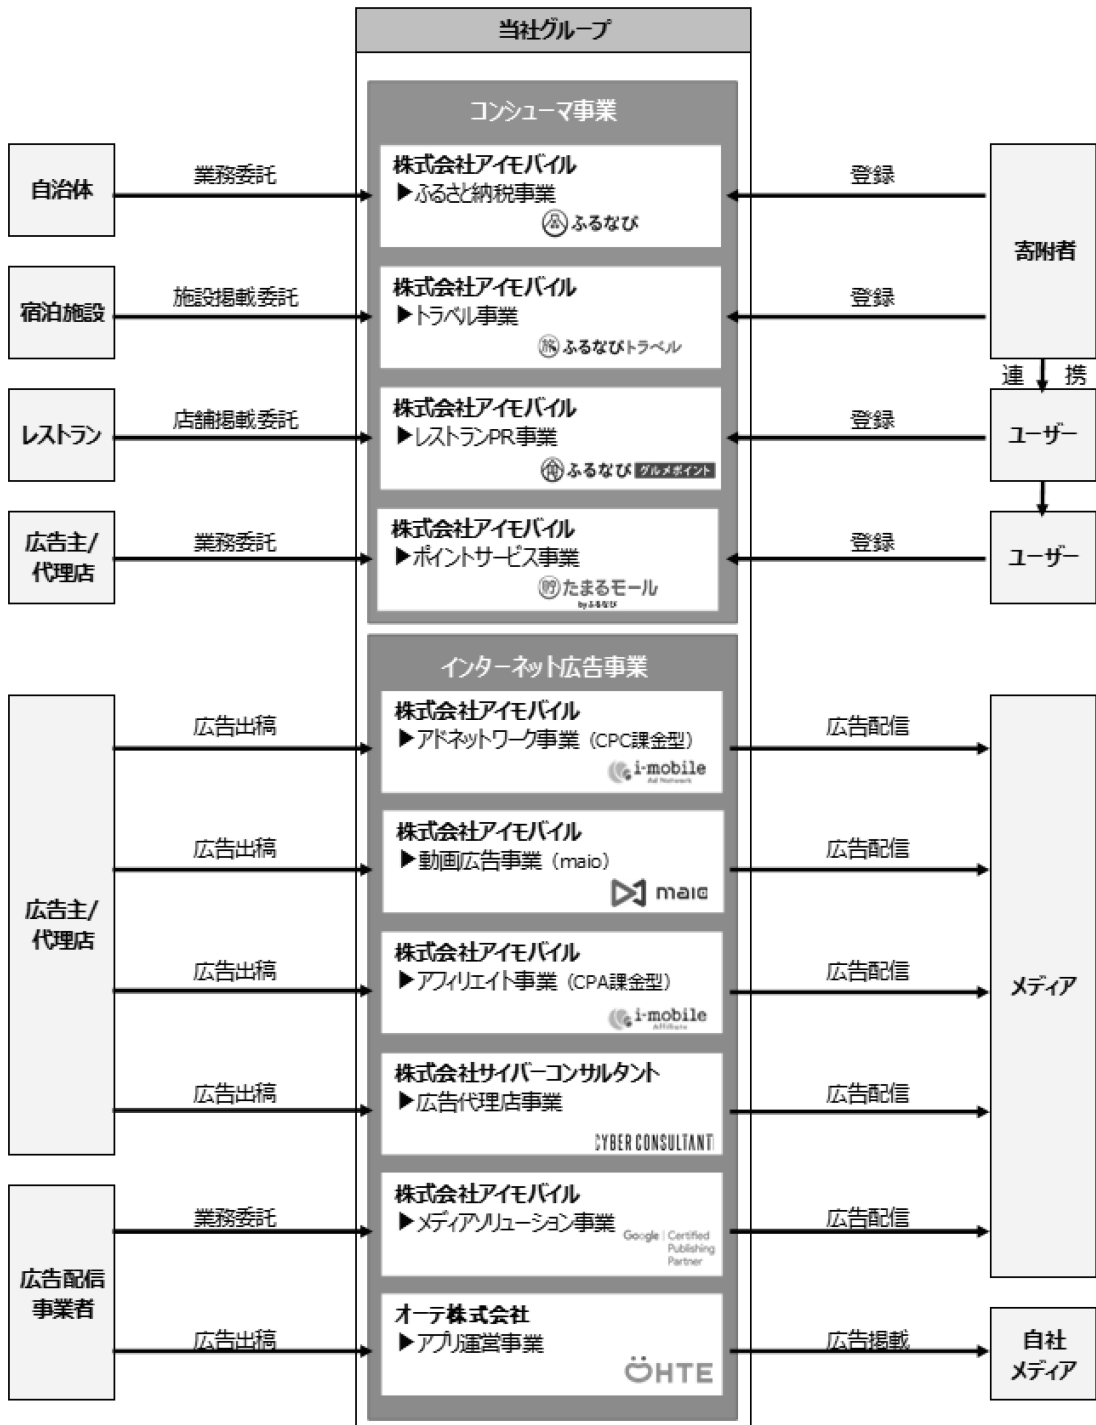 当社グループ
コンシューマ事業
自治体
業務委託
株式会社アイモバイル
▶ふるさと納税事業
ふるなび
登録
寄附者
宿泊施設
施設掲載委託
株式会社アイモバイル
▶トラベル事業
旅 ふるなびトラベル
登録
連 携
レストラン
店舗掲載委託
株式会社アイモバイル
▶レストランPR事業
ふるなび グルメポイント
登録
ユーザー
広告主/
代理店
業務委託
株式会社アイモバイル
▶ポイントサービス事業
貯 たまるモール
by ふるなび
登録
ユーザー
インターネット広告事業
広告主/
代理店
広告出稿
株式会社アイモバイル
▶アドネットワーク事業（CPC課金型）
i-mobile
Ad Network
広告配信
広告出稿
株式会社アイモバイル
▶動画広告事業（maio）
maio
広告配信
広告出稿
株式会社アイモバイル
▶アフィリエイト事業（CPA課金型）
i-mobile
Affiliate
広告配信
メディア
広告出稿
株式会社サイバーコンサルタント
▶広告代理店事業
CYBER CONSULTANT
広告配信
広告配信
事業者
業務委託
株式会社アイモバイル
▶メディアソリューション事業
Google | Certified
Publishing
Partner
広告配信
広告出稿
オーテ株式会社
▶アプリ運営事業
ÖHTE
広告掲載
自社
メディア